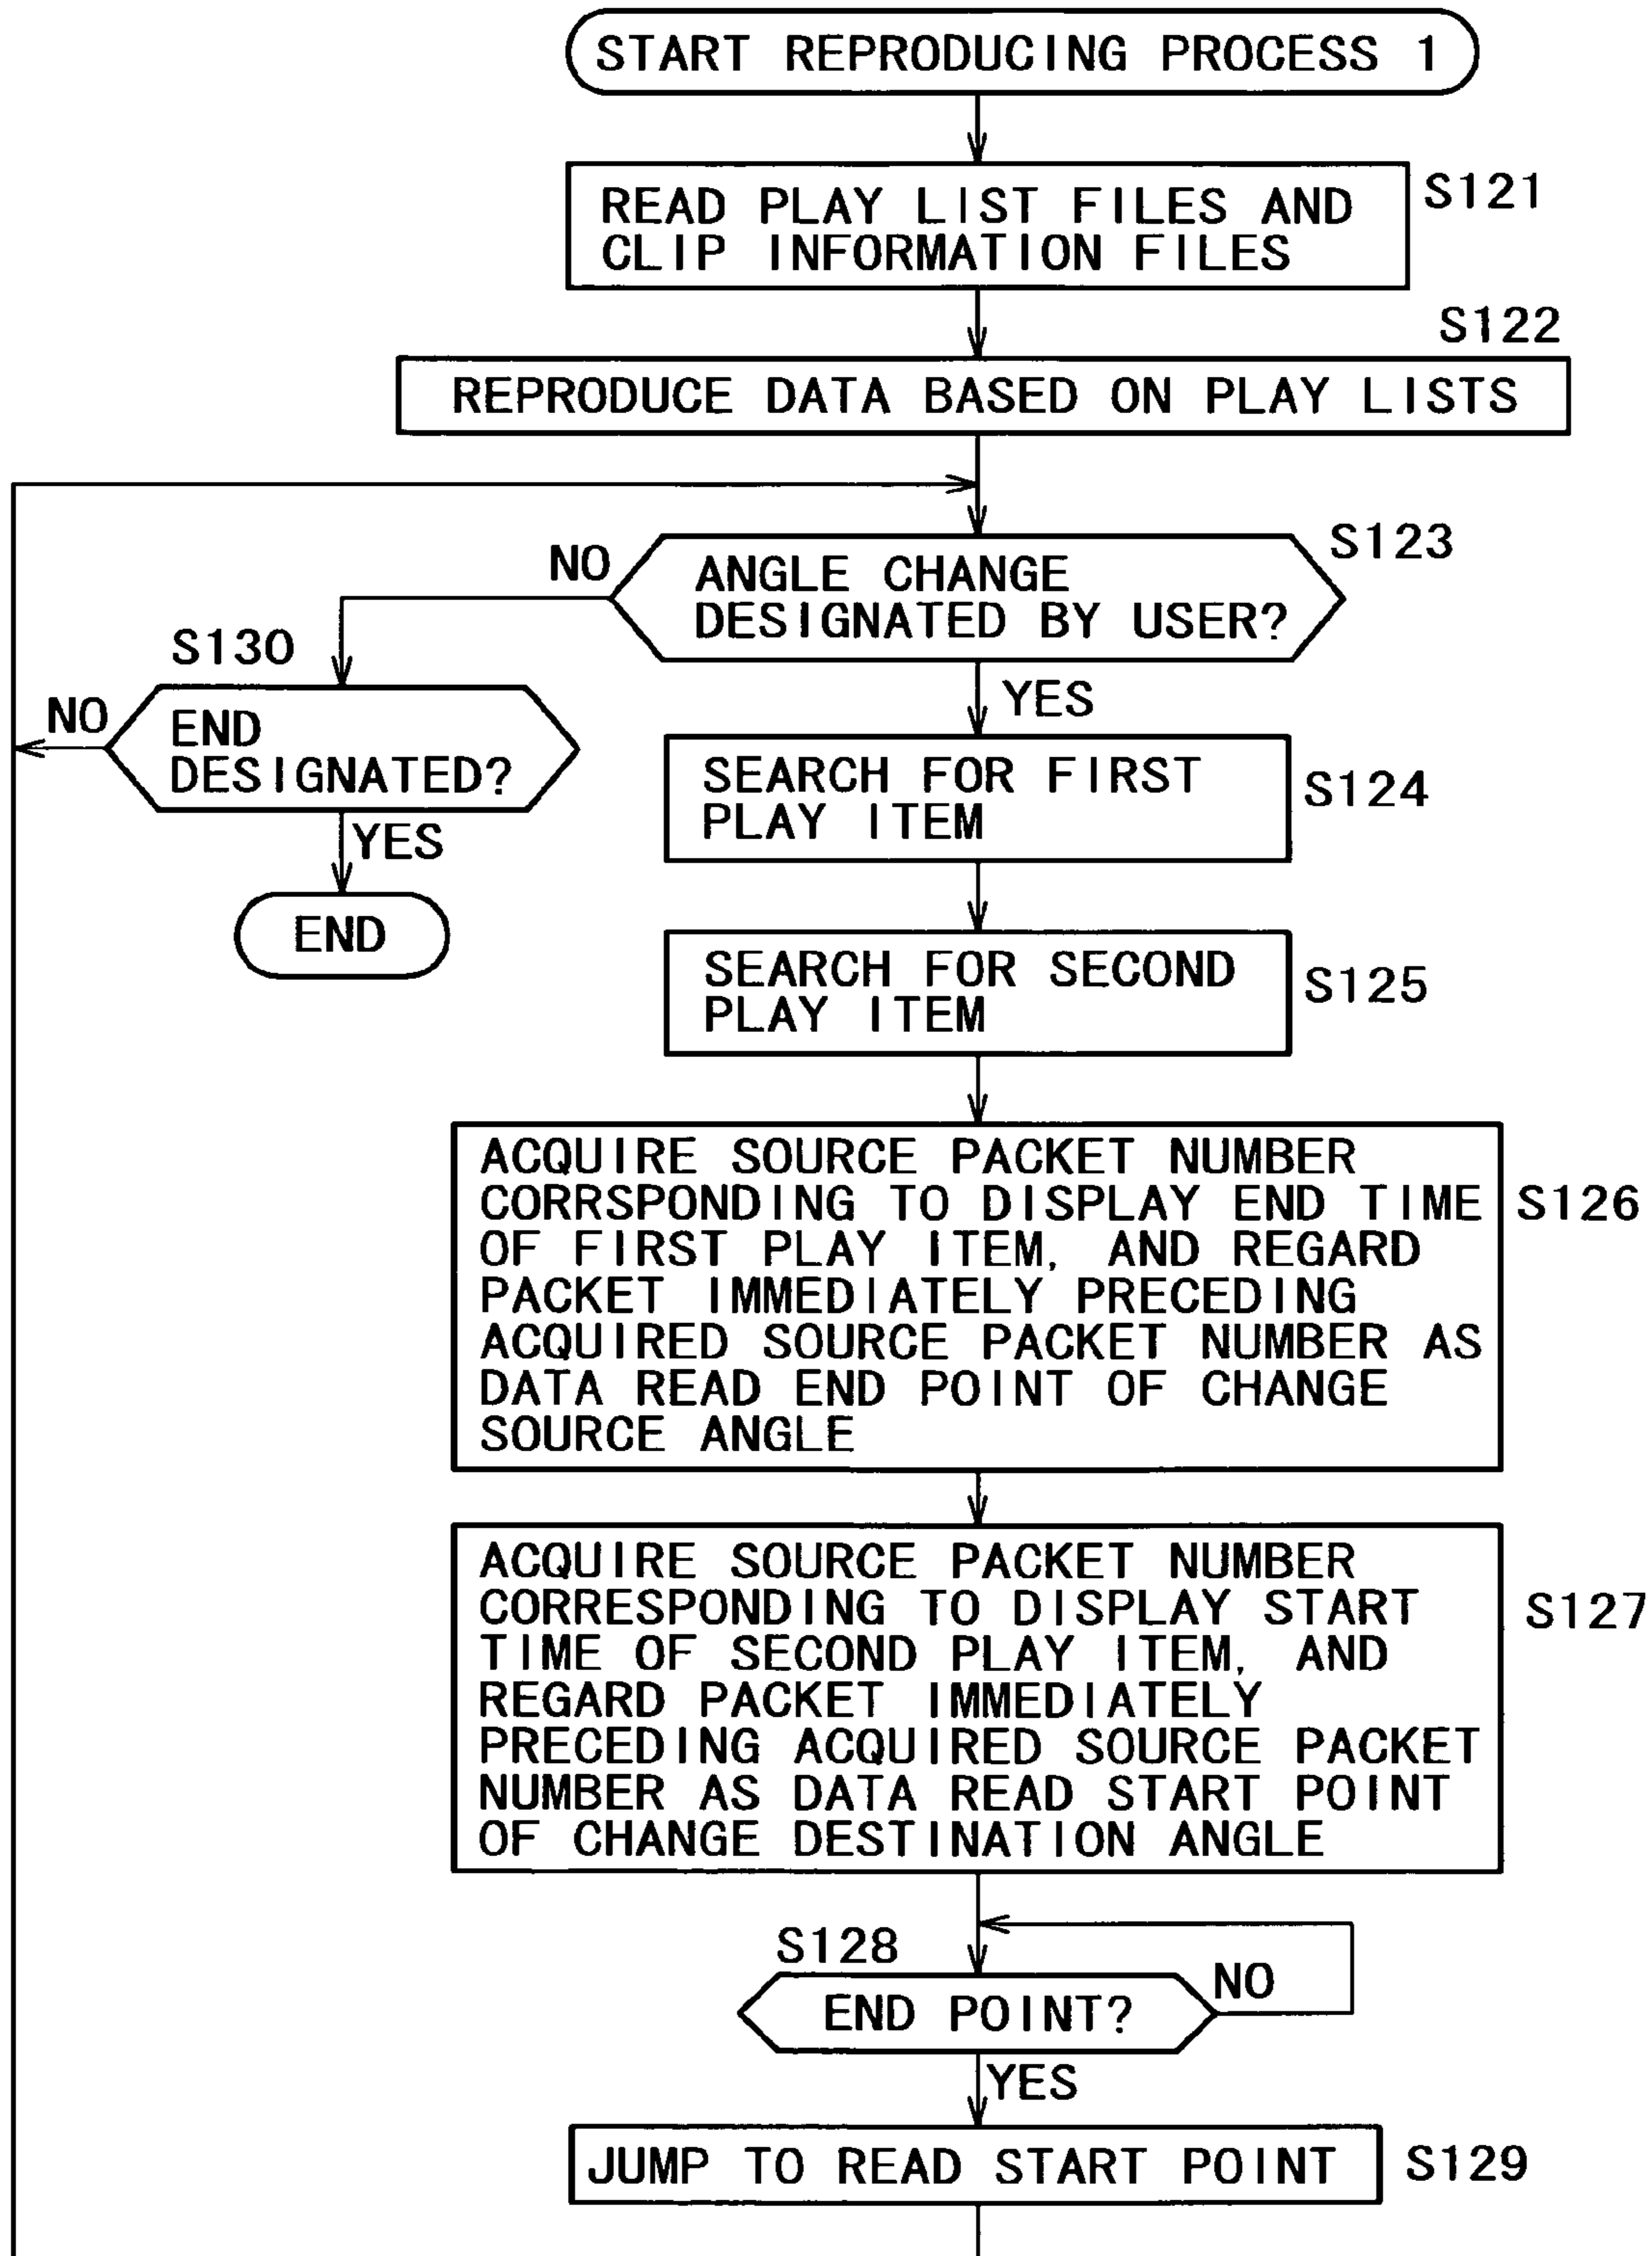 START REPRODUCING PROCESS 1
READ PLAY LIST FILES AND
CLIP INFORMATION FILES
S121
S122
REPRODUCE DATA BASED ON PLAY LISTS
S123
NO
ANGLE CHANGE
DESIGNATED BY USER?
S130
NO
END
DESIGNATED?
YES
END
YES
SEARCH FOR FIRST
PLAY ITEM
S124
SEARCH FOR SECOND
PLAY ITEM
S125
ACQUIRE SOURCE PACKET NUMBER
CORRSPONDING TO DISPLAY END TIME
OF FIRST PLAY ITEM, AND REGARD
PACKET IMMEDIATELY PRECEDING
ACQUIRED SOURCE PACKET NUMBER AS
DATA READ END POINT OF CHANGE
SOURCE ANGLE
S126
ACQUIRE SOURCE PACKET NUMBER
CORRESPONDING TO DISPLAY START
TIME OF SECOND PLAY ITEM, AND
REGARD PACKET IMMEDIATELY
PRECEDING ACQUIRED SOURCE PACKET
NUMBER AS DATA READ START POINT
OF CHANGE DESTINATION ANGLE
S127
S128
END POINT?
NO
YES
JUMP TO READ START POINT
S129